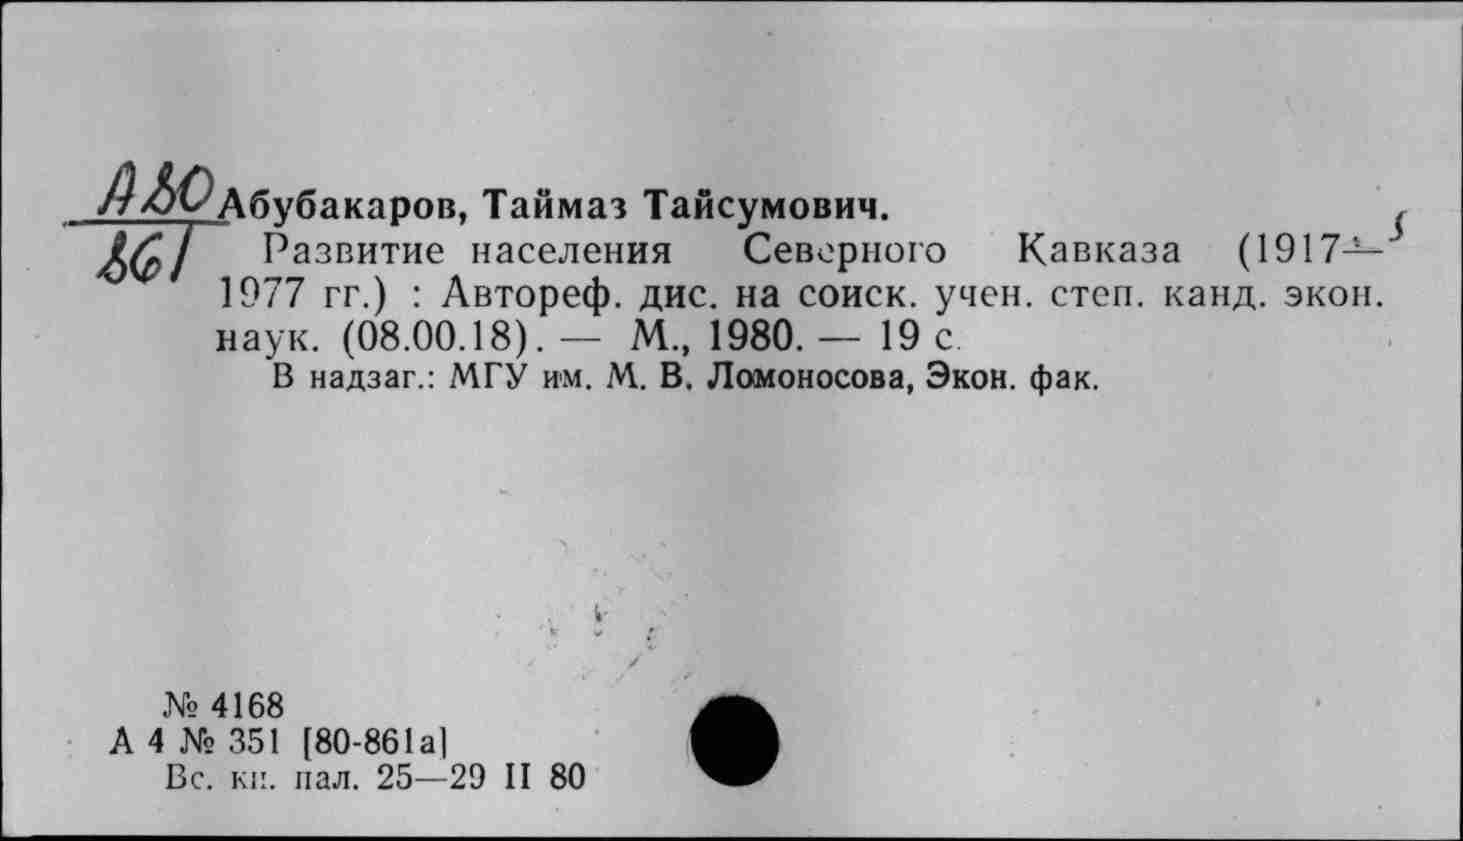 Абубакаров, Таймаз Тайсумович.
Развитие населения Северного Кавказа (1917—
1977 гг.) : Автореф. дис. на соиск. учен. степ. канд. экон.
наук. (08.00.18). — М., 1980. — 19 с.
В надзаг.: МГУ им. М. В. Ломоносова, Экон. фак.
№ 4168
А 4 № 351 [80-861а]
Вс. кн. пал. 25—29 II 80